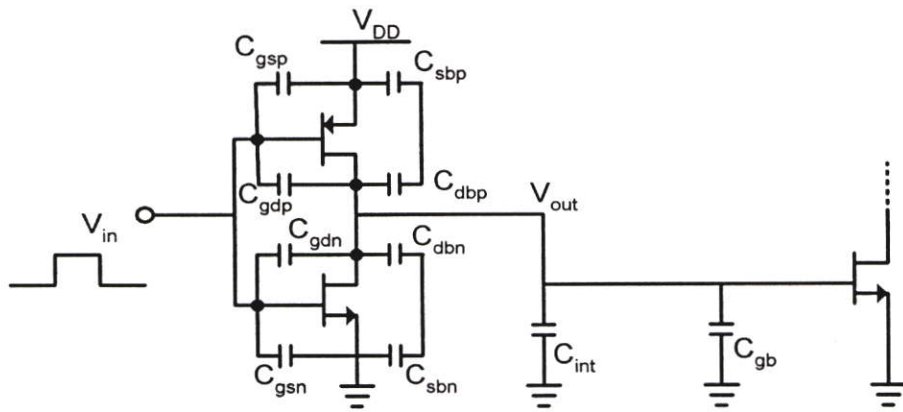 V_DD
C_gsp
C_sbp
C_gdp
C_dbp
V_out
V_in
C_gdn
C_dbn
C_gsn
C_sbn
C_int
C_gb